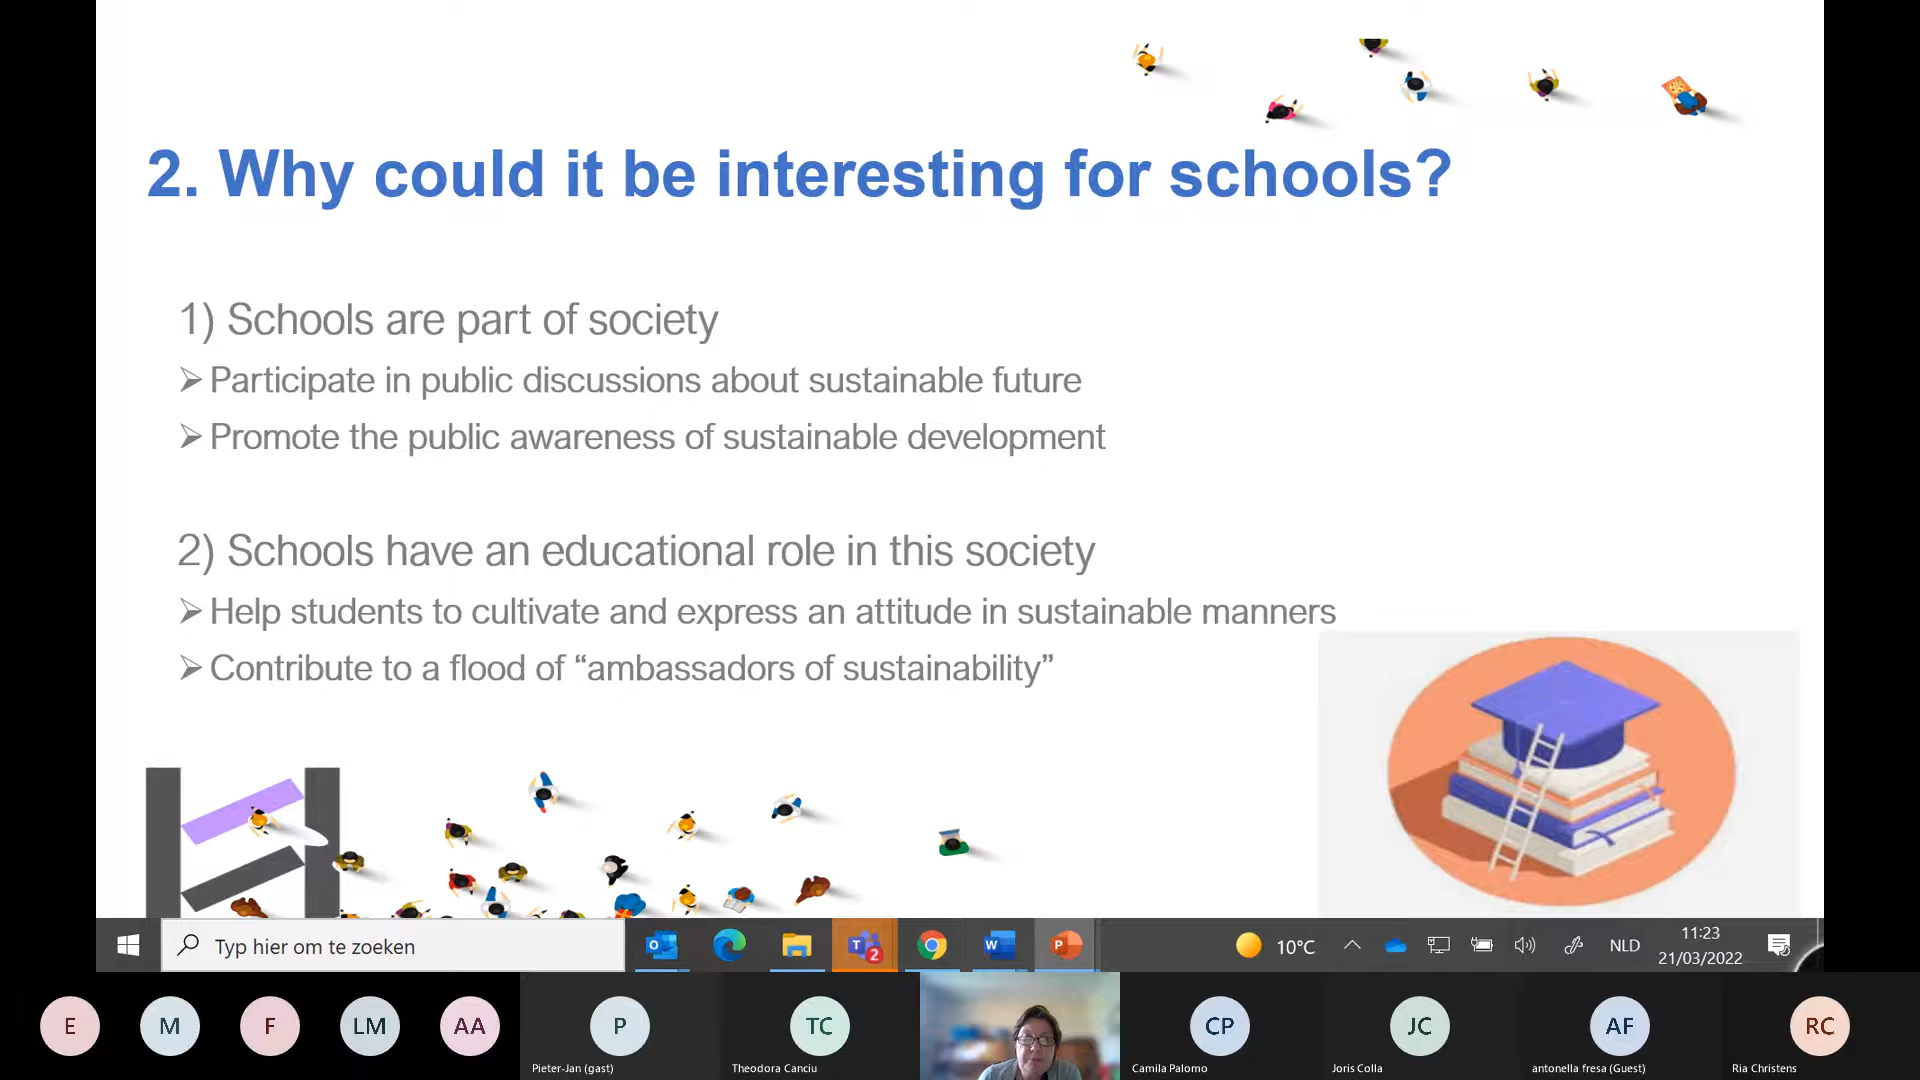 2. Why could it be interesting for schools?
1) Schools are part of society
➢ Participate in public discussions about sustainable future
➢ Promote the public awareness of sustainable development
2) Schools have an educational role in this society
➢ Help students to cultivate and express an attitude in sustainable manners
➢ Contribute to a flood of “ambassadors of sustainability”
Typ hier om te zoeken
O
T
2
W
P
10°C
NLD
11:23
21/03/2022
E
M
F
LM
AA
P
TC
CP
JC
AF
RC
Pieter-Jan (gast)
Theodora Canciu
Camila Palomo
Joris Colla
antonella fresa (Guest)
Ria Christens